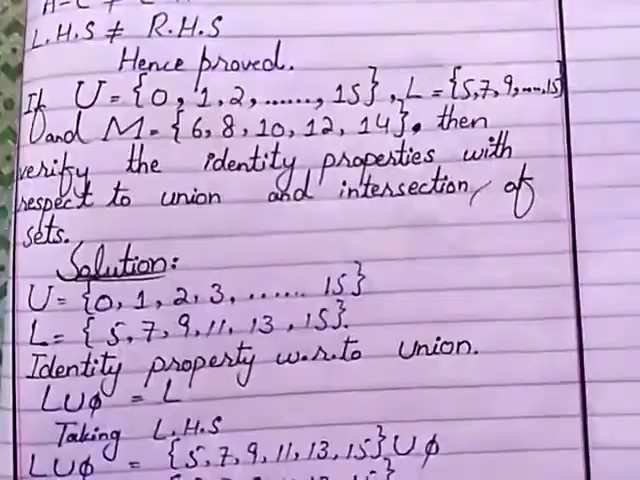 L.H.S ≠ R.H.S
Hence proved.
If U = {0, 1, 2, ......, 15}, L = {5, 7, 9, ...., 15}
and M = {6, 8, 10, 12, 14}, then
verify the identity properties with
respect to union and intersection, of
sets.
Solution:
U = {0, 1, 2, 3, ...... 15}
L = { 5, 7, 9, 11, 13, 15}.
Identity property w.r.to union.
L∪ϕ = L
Taking L.H.S
L∪ϕ = {5, 7, 9, 11, 13, 15} ∪ ϕ